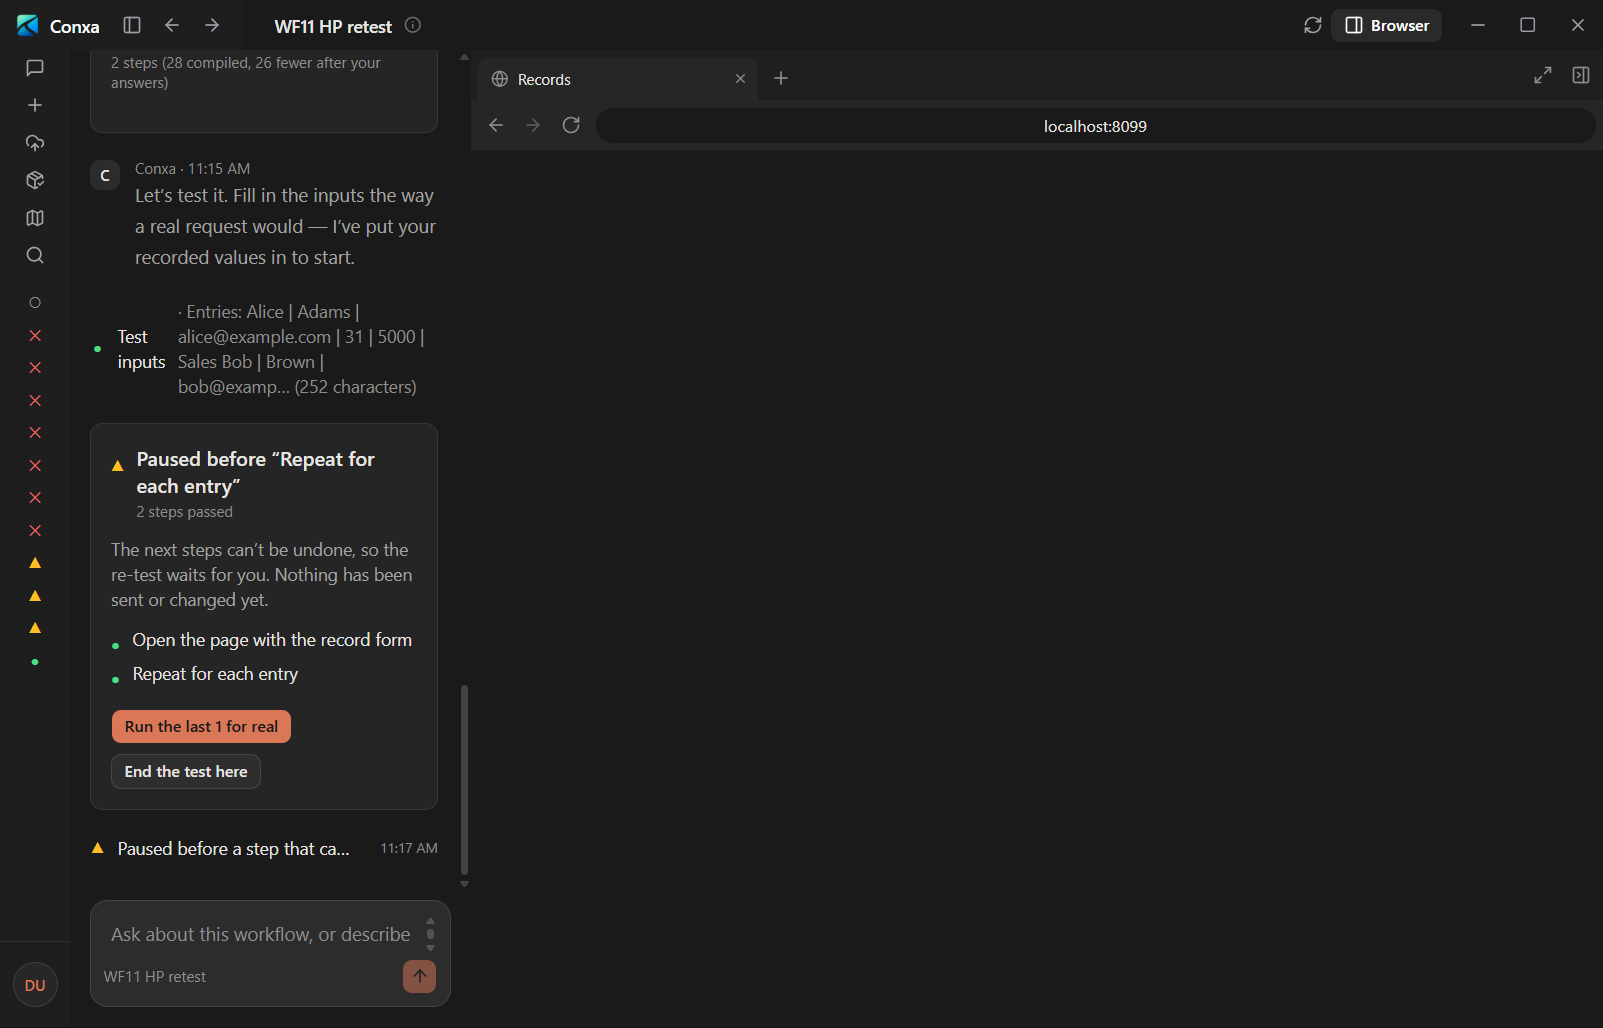 Conxa
WF11 HP retest
Browser
2 steps (28 compiled, 26 fewer after your
answers)
C
Conxa · 11:15 AM
Let’s test it. Fill in the inputs the way
a real request would — I’ve put your
recorded values in to start.
Test
inputs
· Entries: Alice | Adams |
alice@example.com | 31 | 5000 |
Sales Bob | Brown |
bob@examp... (252 characters)
Paused before “Repeat for
each entry”
2 steps passed
The next steps can’t be undone, so the
re-test waits for you. Nothing has been
sent or changed yet.
Open the page with the record form
Repeat for each entry
Run the last 1 for real
End the test here
Paused before a step that ca...
11:17 AM
Ask about this workflow, or describe
WF11 HP retest
DU
Records
localhost:8099